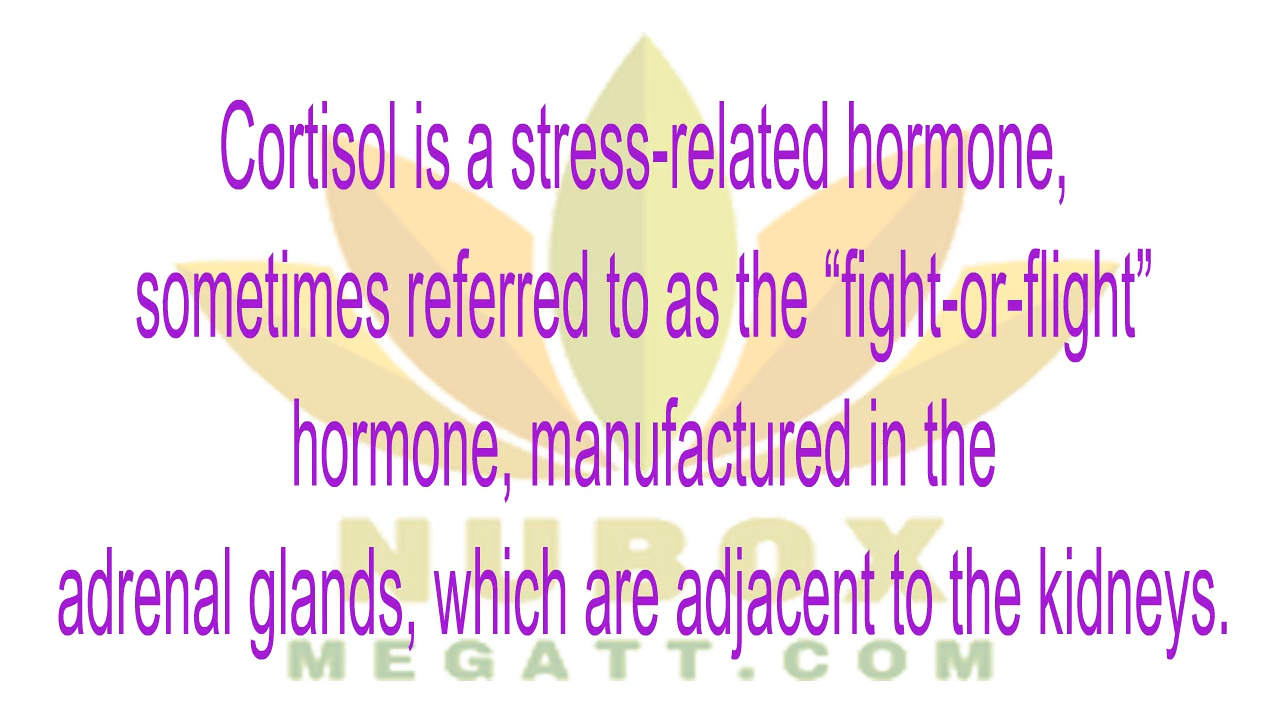 Cortisol is a stress-related hormone,
sometimes referred to as the “fight-or-flight”
hormone, manufactured in the
adrenal glands, which are adjacent to the kidneys.
NUBOX
MEGATT.COM